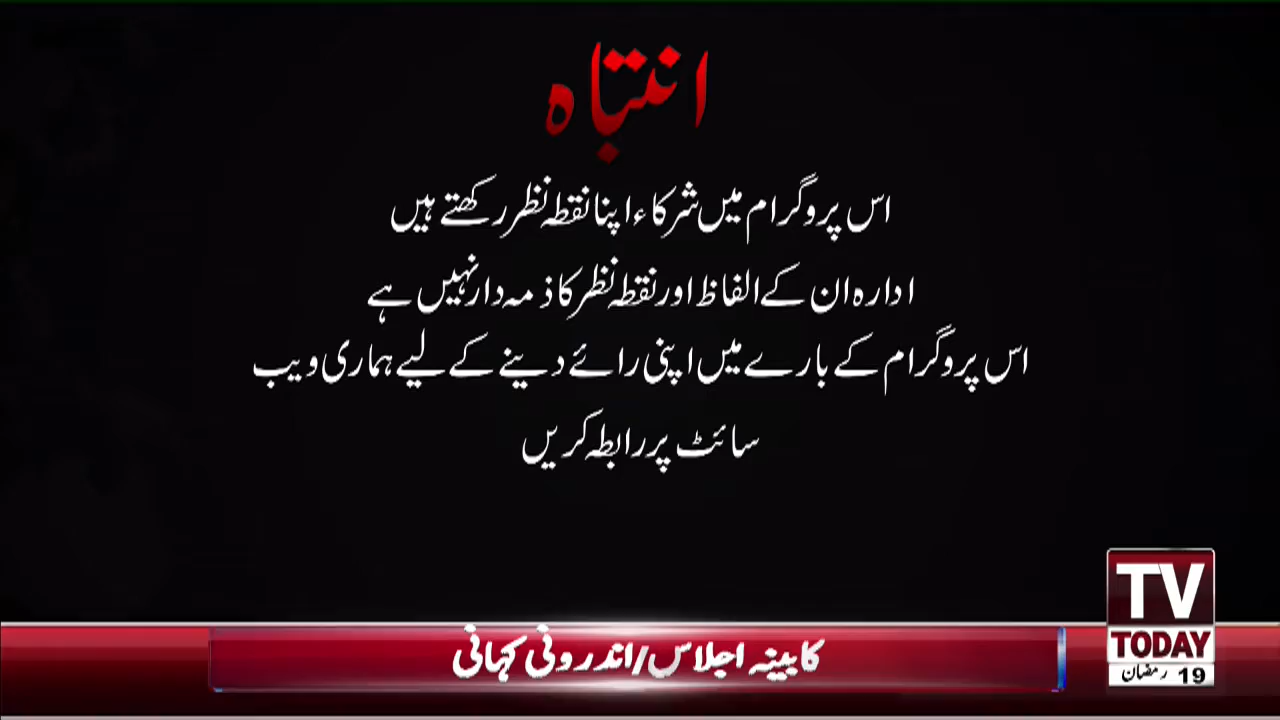 انتباہ
اس پروگرام میں شرکاء اپنا نقطہ نظر رکھتے ہیں
ادارہ ان کے الفاظ اور نقطہ نظر کا ذمہ دار نہیں ہے
اس پروگرام کے بارے میں اپنی رائے دینے کے لیے ہماری ویب
سائٹ پر رابطہ کریں
TV
TODAY
19 رمضان
کابینہ اجلاس/اندرونی کہانی